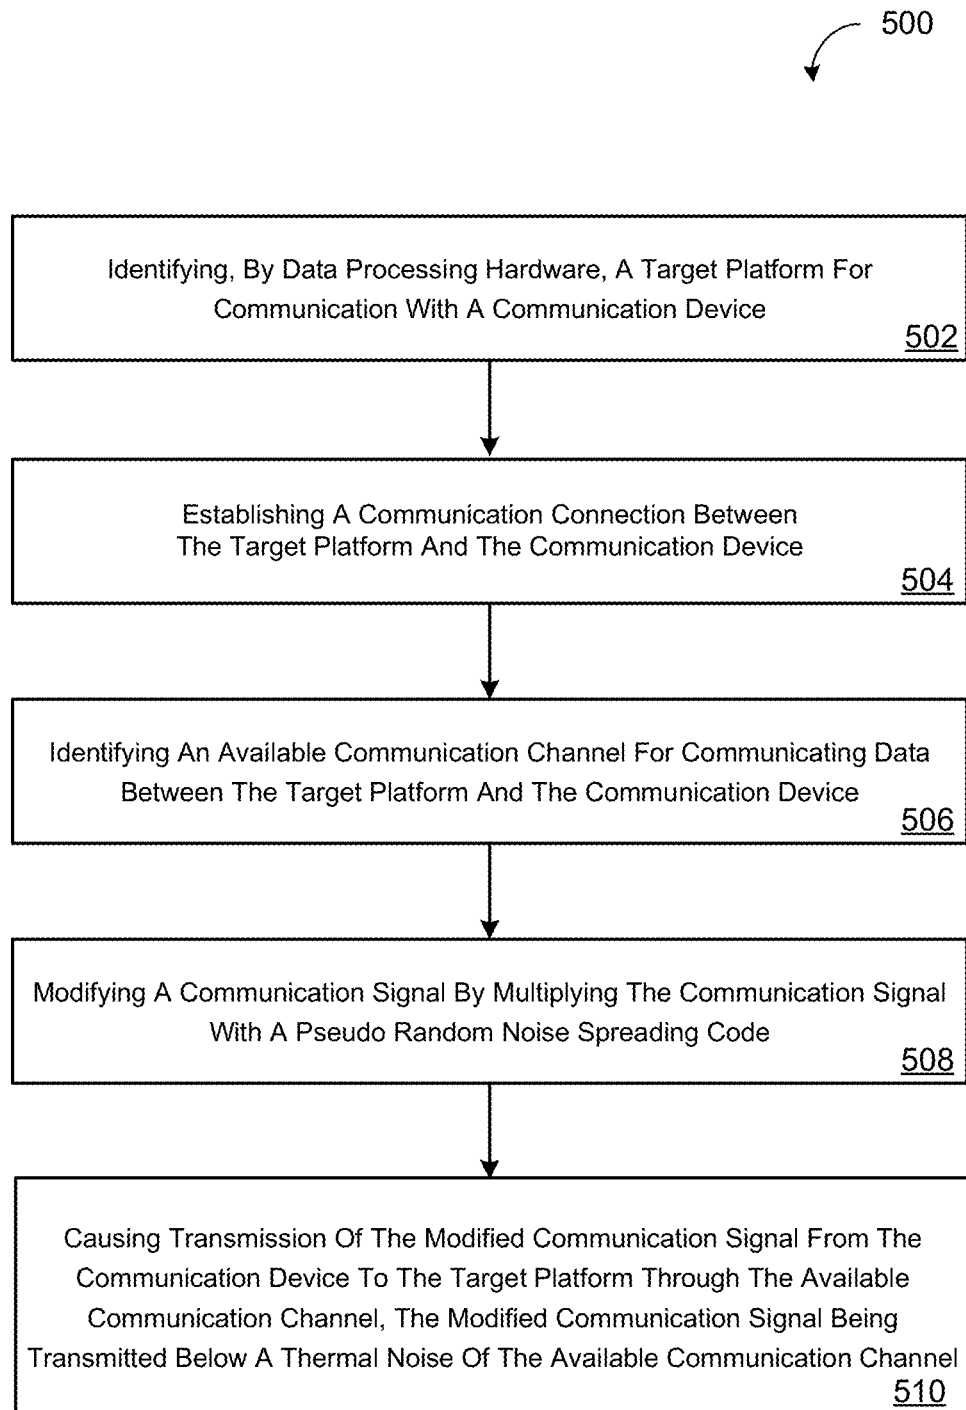 500
Identifying, By Data Processing Hardware, A Target Platform For
Communication With A Communication Device
502
Establishing A Communication Connection Between
The Target Platform And The Communication Device
504
Identifying An Available Communication Channel For Communicating Data
Between The Target Platform And The Communication Device
506
Modifying A Communication Signal By Multiplying The Communication Signal
With A Pseudo Random Noise Spreading Code
508
Causing Transmission Of The Modified Communication Signal From The
Communication Device To The Target Platform Through The Available
Communication Channel, The Modified Communication Signal Being
Transmitted Below A Thermal Noise Of The Available Communication Channel
510